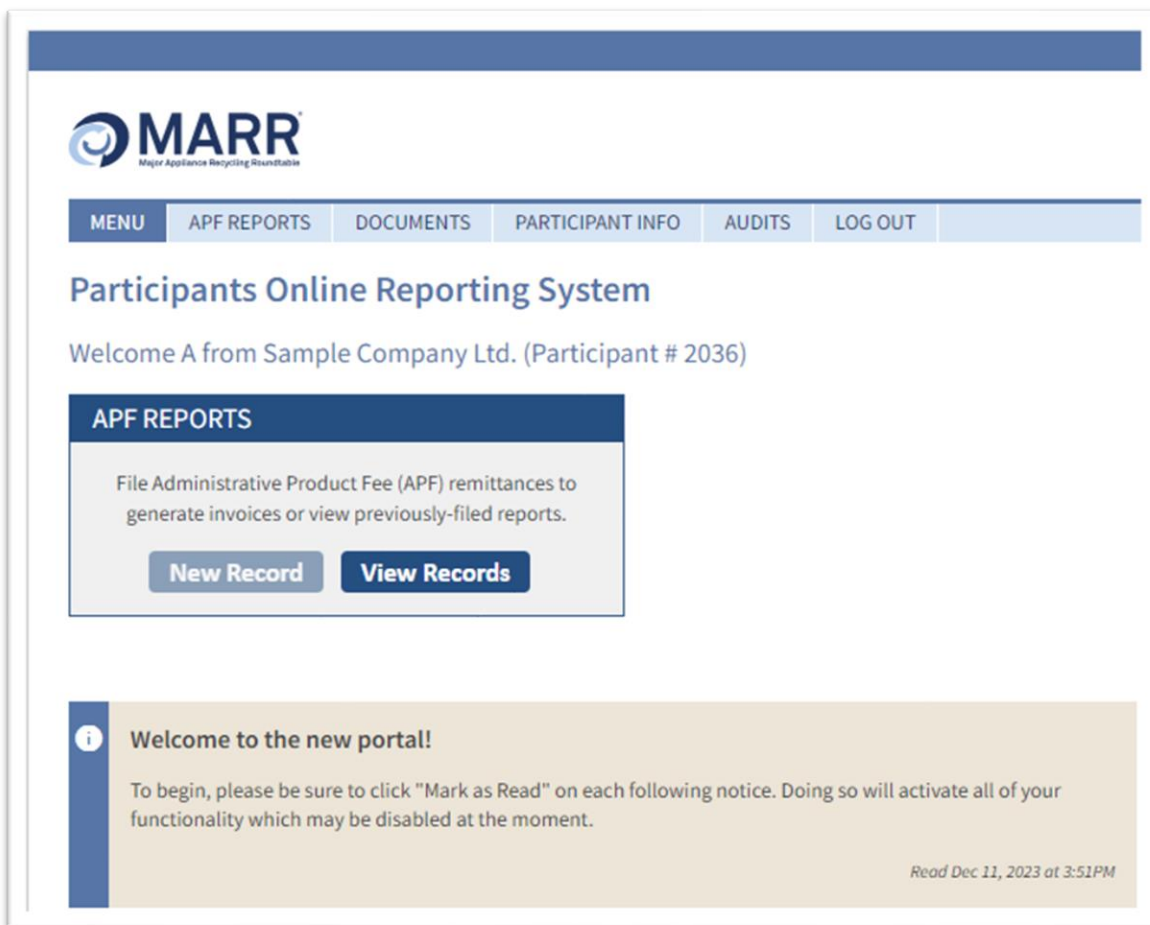 MARR
Major Appliance Recycling Roundtable
MENU APF REPORTS DOCUMENTS PARTICIPANT INFO AUDITS LOG OUT
Participants Online Reporting System
Welcome A from Sample Company Ltd. (Participant # 2036)
APF REPORTS
File Administrative Product Fee (APF) remittances to
generate invoices or view previously-filed reports.
New Record View Records
Welcome to the new portal!
To begin, please be sure to click "Mark as Read" on each following notice. Doing so will activate all of your
functionality which may be disabled at the moment.
Read Dec 11, 2023 at 3:51PM